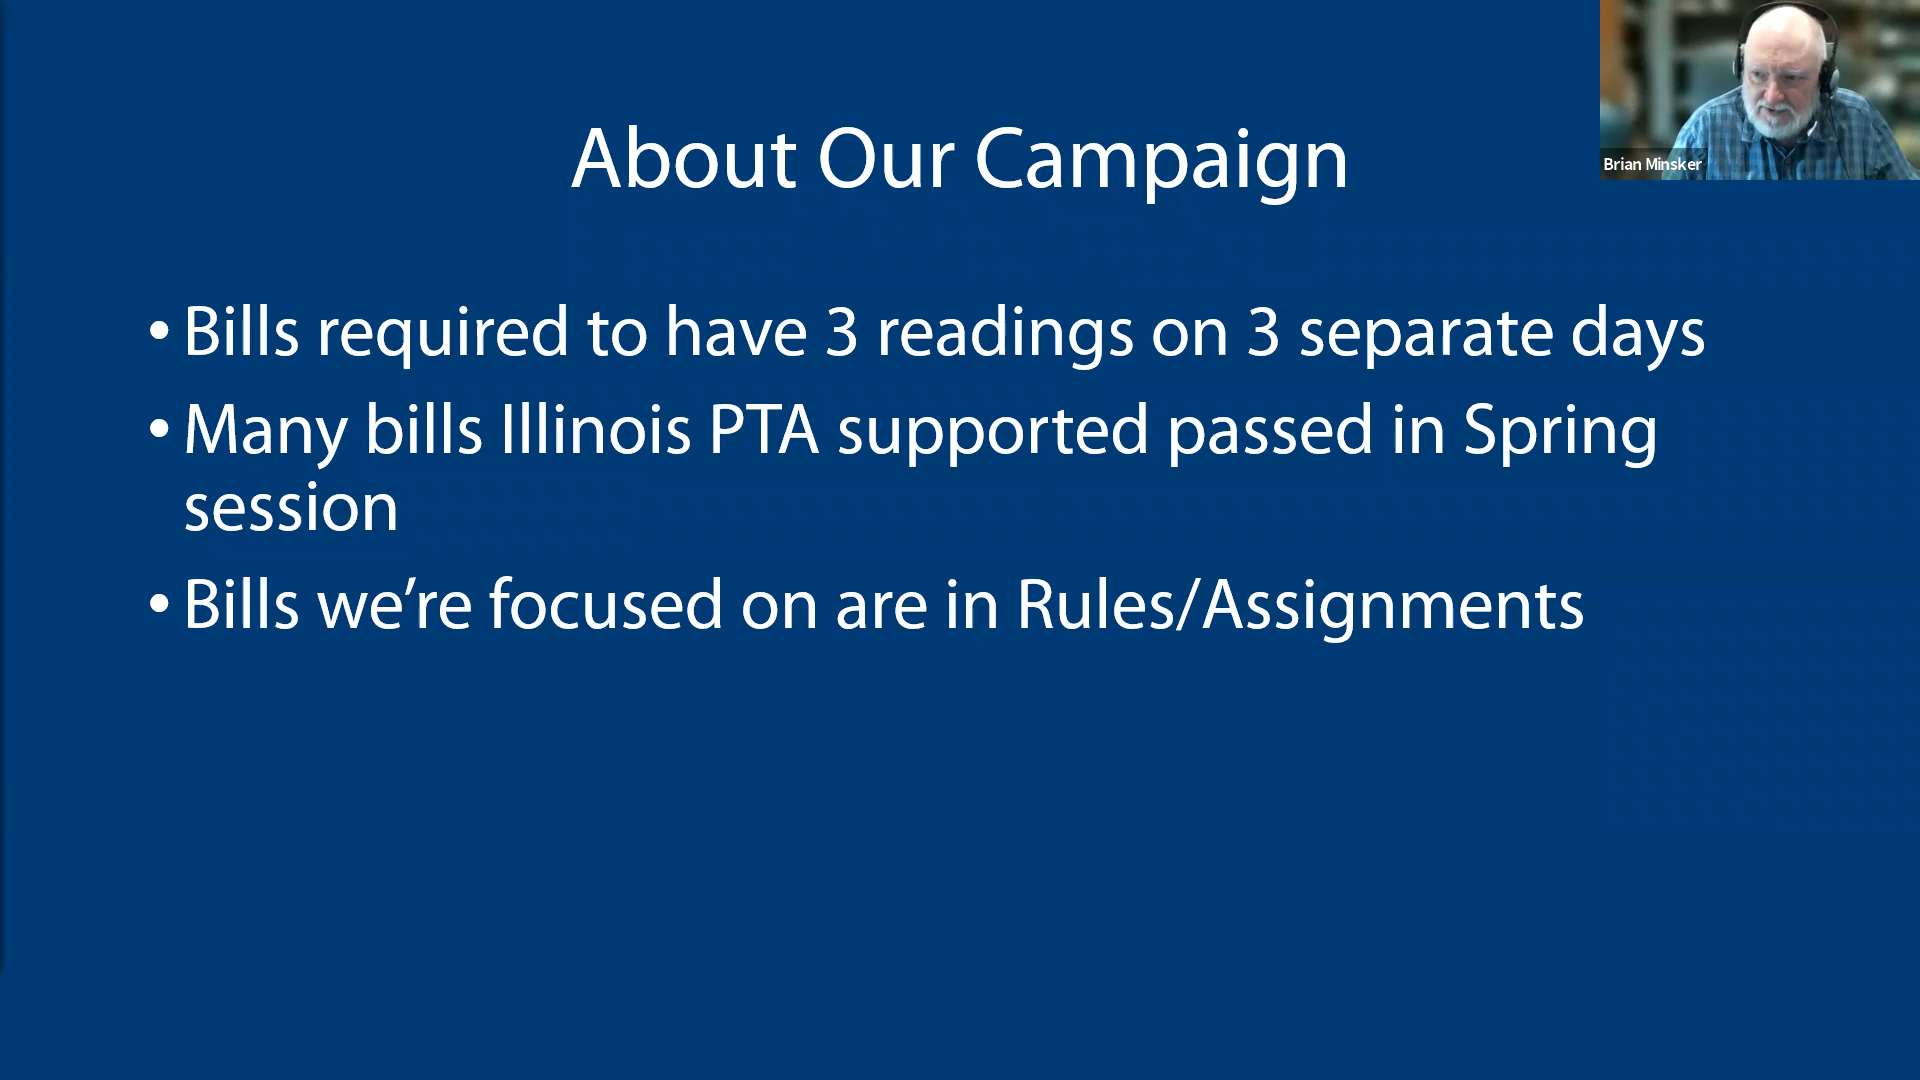 About Our Campaign
Brian Minsker
• Bills required to have 3 readings on 3 separate days
• Many bills Illinois PTA supported passed in Spring
session
• Bills we’re focused on are in Rules/Assignments